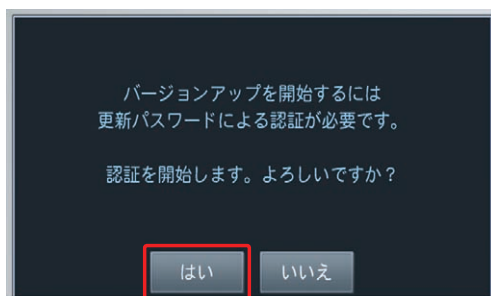 バージョンアップを開始するには
更新パスワードによる認証が必要です。
認証を開始します。よろしいですか？
はい いいえ